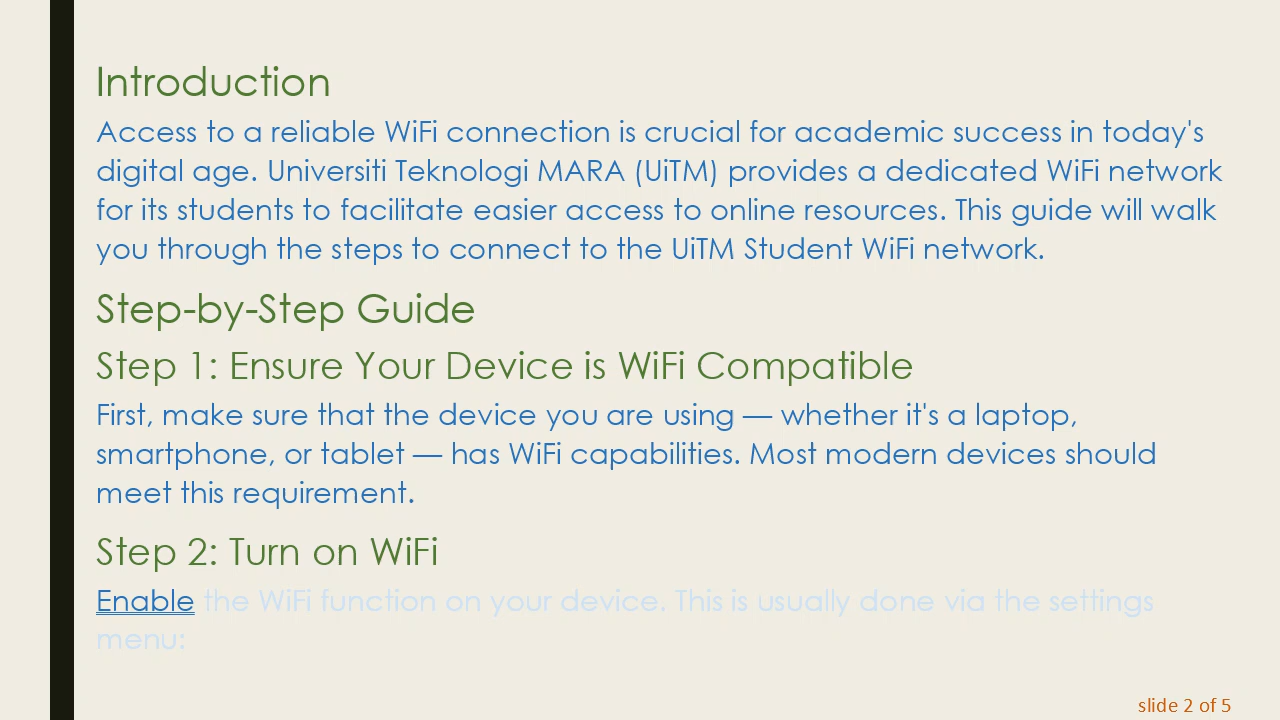 Introduction
Access to a reliable WiFi connection is crucial for academic success in today's
digital age. Universiti Teknologi MARA (UiTM) provides a dedicated WiFi network
for its students to facilitate easier access to online resources. This guide will walk
you through the steps to connect to the UiTM Student WiFi network.
Step-by-Step Guide
Step 1: Ensure Your Device is WiFi Compatible
First, make sure that the device you are using — whether it's a laptop,
smartphone, or tablet — has WiFi capabilities. Most modern devices should
meet this requirement.
Step 2: Turn on WiFi
Enable the WiFi function on your device. This is usually done via the settings
menu:
slide 2 of 5